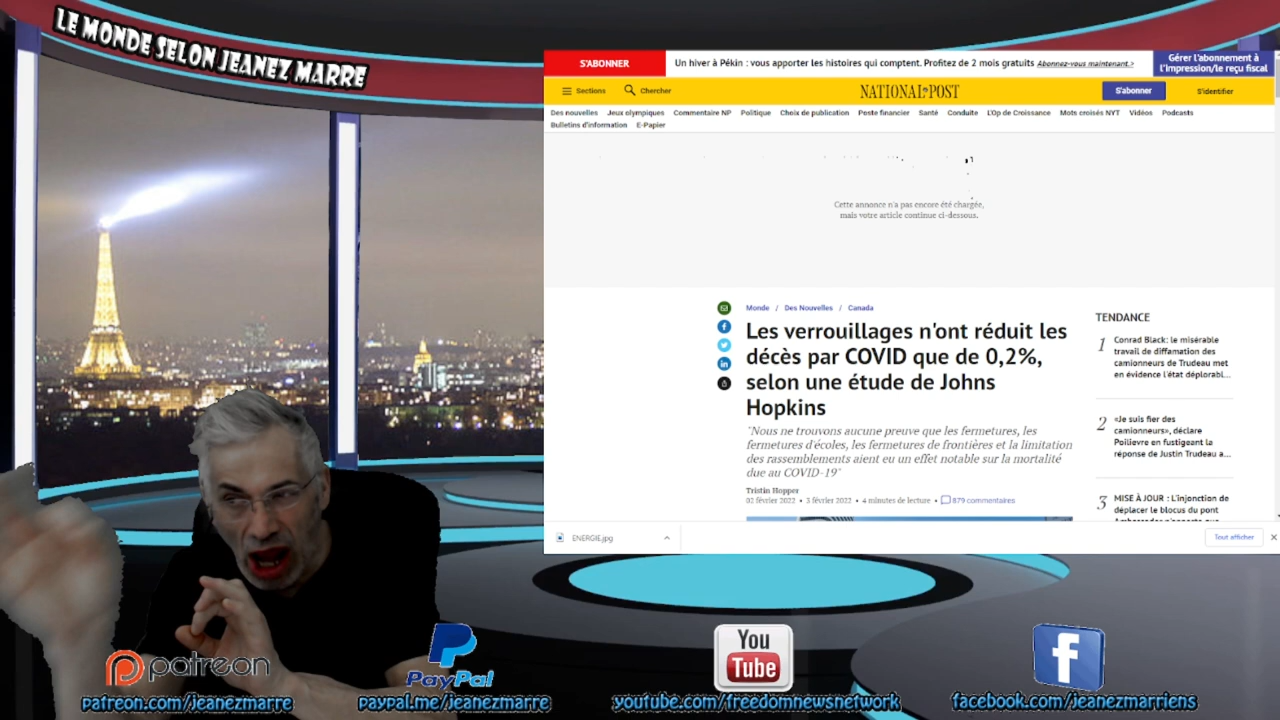 LE MONDE SELON JEANEZ MARRE
S'ABONNER
Un hiver à Pékin : vous apporter les histoires qui comptent. Profitez de 2 mois gratuits Abonnez-vous maintenant.>
Gérer l'abonnement à
l'impression/le reçu fiscal
Sections
Chercher
NATIONAL POST
S'abonner
S'identifier
Des nouvelles Jeux olympiques Commentaire NP Politique Choix de publication Poste financier Santé Conduite L'Op de Croissance Mots croisés NYT Vidéos Podcasts
Bulletins d'information E-Papier
Cette annonce n'a pas encore été chargée,
mais votre article continue ci-dessous.
Monde / Des Nouvelles / Canada
Les verrouillages n'ont réduit les
décès par COVID que de 0,2%,
selon une étude de Johns
Hopkins
"Nous ne trouvons aucune preuve que les fermetures, les
fermetures d'écoles, les fermetures de frontières et la limitation
des rassemblements aient eu un effet notable sur la mortalité
due au COVID-19"
Tristin Hopper
02 février 2022 • 3 février 2022 • 4 minutes de lecture • 879 commentaires
TENDANCE
1 Conrad Black: le misérable
travail de diffamation des
camionneurs de Trudeau met
en évidence l'état déplorabl...
2 «Je suis fier des
camionneurs», déclare
Poilievre en fustigeant la
réponse de Justin Trudeau a...
3 MISE À JOUR : L'injonction de
déplacer le blocus du pont
ENERGIE.jpg
Tout afficher
patreon
PayPal
You
Tube
f
patreon.com/jeanezmarre
paypal.me/jeanezmarre
youtube.com/freedomnewsnetwork
facebook.com/jeanezmarriens